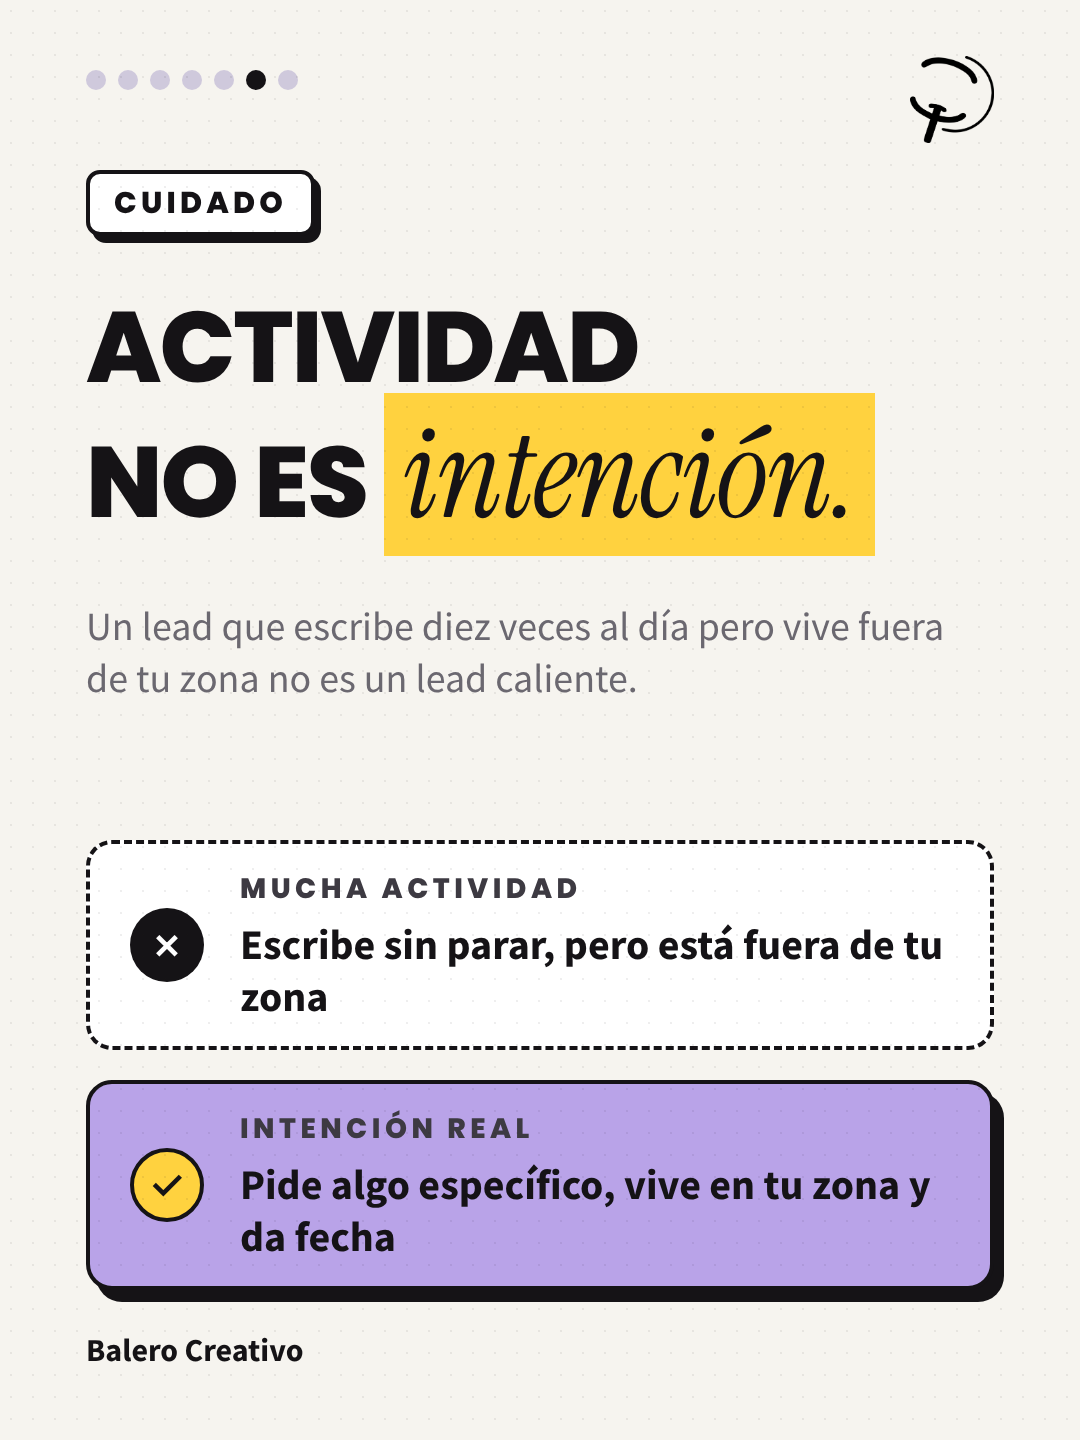 CUIDADO
ACTIVIDAD
NO ES intención.
Un lead que escribe diez veces al día pero vive fuera
de tu zona no es un lead caliente.
MUCHA ACTIVIDAD
Escribe sin parar, pero está fuera de tu
zona
INTENCIÓN REAL
Pide algo específico, vive en tu zona y
da fecha
Balero Creativo